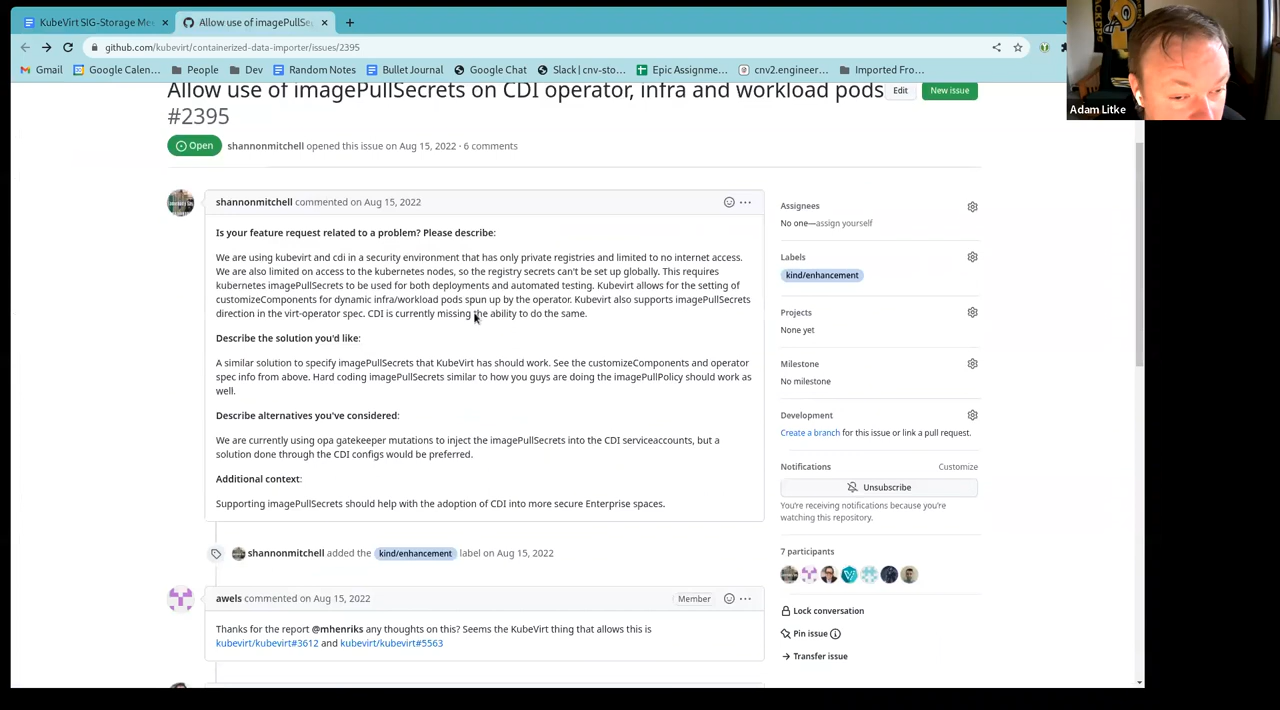 KubeVirt SIG-Storage Me
Allow use of imagePullSe
github.com/kubevirt/containerized-data-importer/issues/2395
Gmail
Google Calen...
People
Dev
Random Notes
Bullet Journal
Google Chat
Slack | cnv-sto...
Epic Assignme...
cnv2.engineer...
Imported Fro...
Adam Litke
Allow use of imagePullSecrets on CDI operator, infra and workload pods
#2395
Edit
New issue
Open
shannonmitchell opened this issue on Aug 15, 2022 · 6 comments
shannonmitchell commented on Aug 15, 2022
Is your feature request related to a problem? Please describe:
We are using kubevirt and cdi in a security environment that has only private registries and limited to no internet access.
We are also limited on access to the kubernetes nodes, so the registry secrets can't be set up globally. This requires
kubernetes imagePullSecrets to be used for both deployments and automated testing. Kubevirt allows for the setting of
customizeComponents for dynamic infra/workload pods spun up by the operator. Kubevirt also supports imagePullSecrets
direction in the virt-operator spec. CDI is currently missing the ability to do the same.
Describe the solution you'd like:
A similar solution to specify imagePullSecrets that KubeVirt has should work. See the customizeComponents and operator
spec info from above. Hard coding imagePullSecrets similar to how you guys are doing the imagePullPolicy should work as
well.
Describe alternatives you've considered:
We are currently using opa gatekeeper mutations to inject the imagePullSecrets into the CDI serviceaccounts, but a
solution done through the CDI configs would be preferred.
Additional context:
Supporting imagePullSecrets should help with the adoption of CDI into more secure Enterprise spaces.
shannonmitchell added the kind/enhancement label on Aug 15, 2022
awels commented on Aug 15, 2022
Member
Thanks for the report @mhenriks any thoughts on this? Seems the KubeVirt thing that allows this is
kubevirt/kubevirt#3612 and kubevirt/kubevirt#5563
Assignees
No one—assign yourself
Labels
kind/enhancement
Projects
None yet
Milestone
No milestone
Development
Create a branch for this issue or link a pull request.
Notifications
Customize
Unsubscribe
You're receiving notifications because you're
watching this repository.
7 participants
Lock conversation
Pin issue
Transfer issue